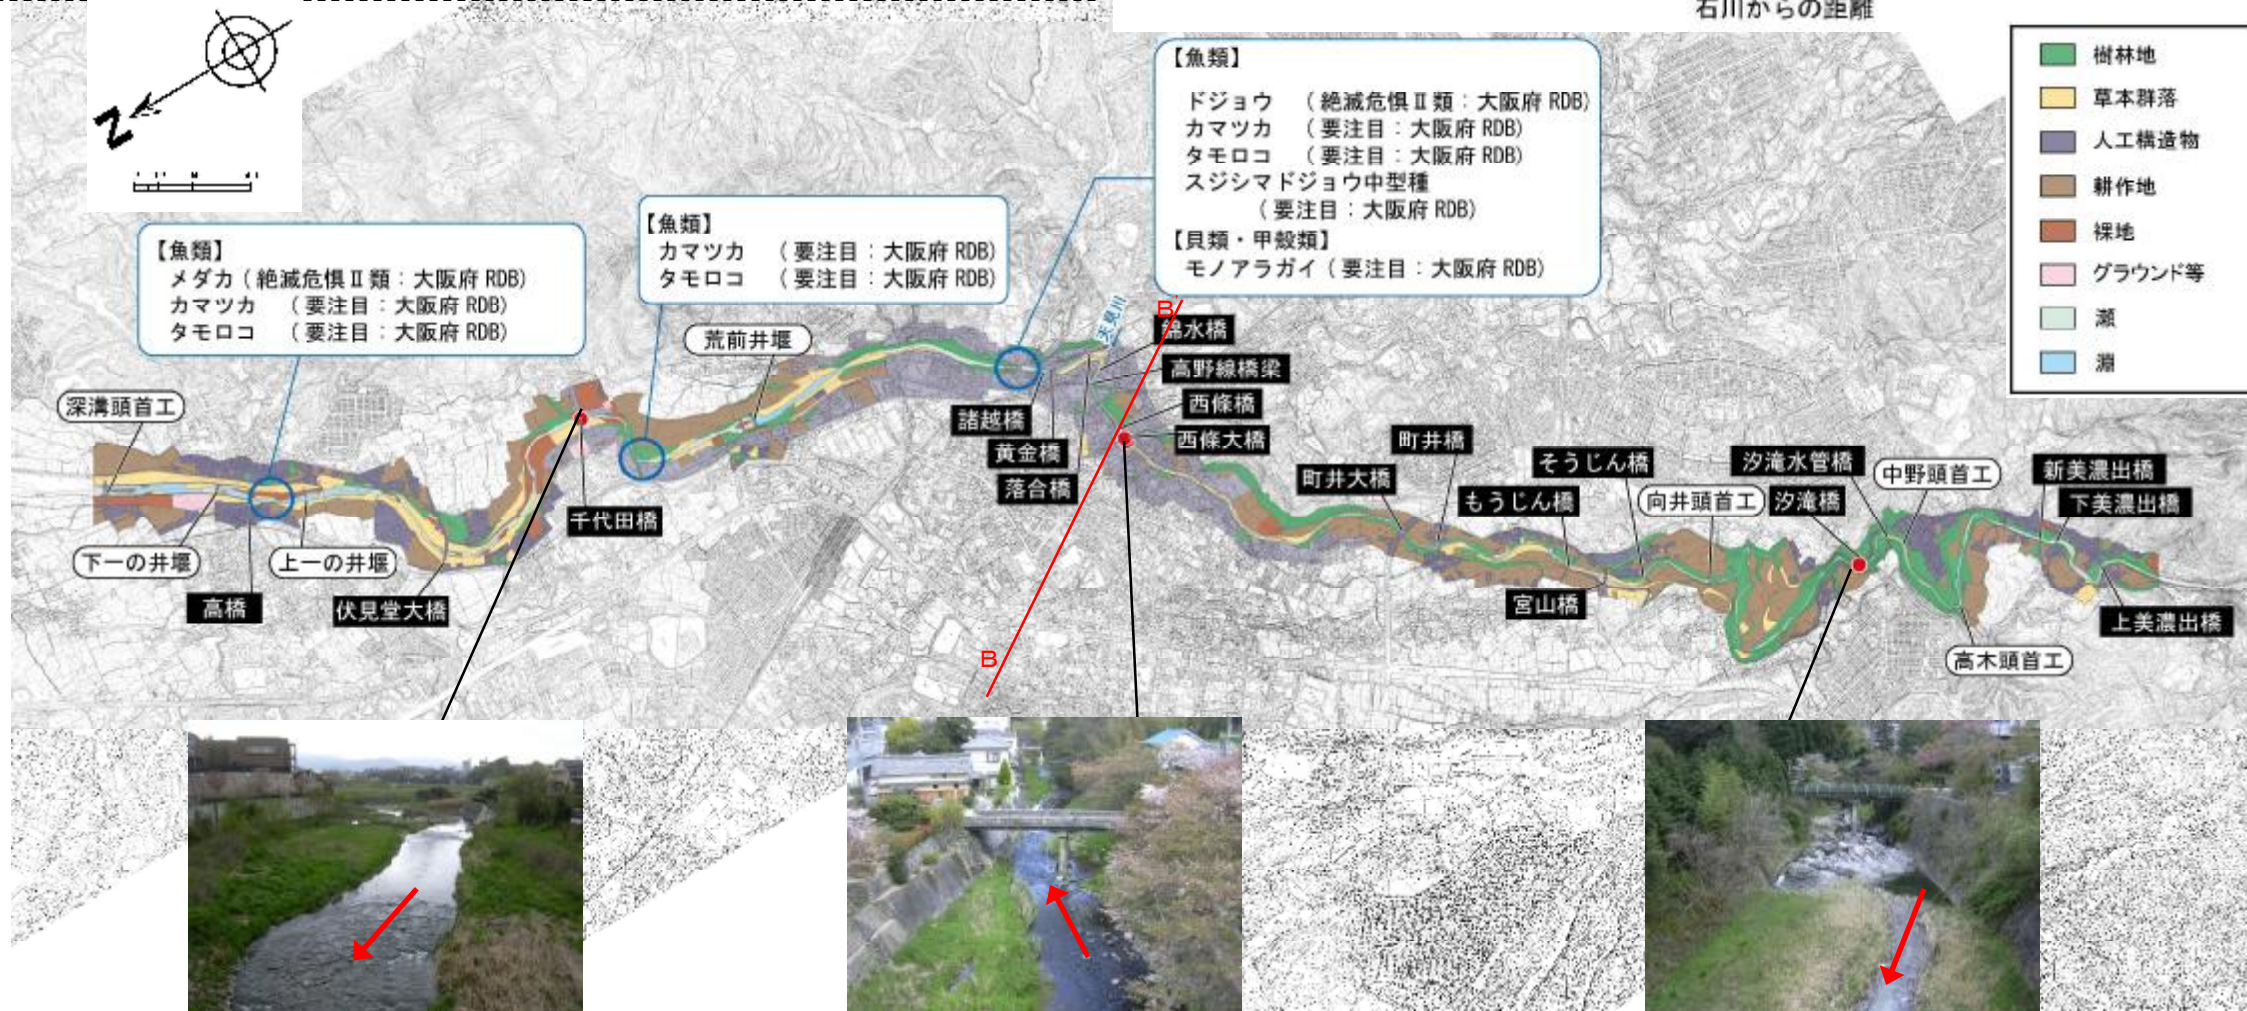 石川からの距離
樹林地
草本群落
人工構造物
耕作地
裸地
グラウンド等
瀬
淵
Z
【魚類】
ドジョウ （絶滅危惧Ⅱ類：大阪府RDB）
カマツカ （要注目：大阪府RDB）
タモロコ （要注目：大阪府RDB）
スジシマドジョウ中型種
（要注目：大阪府RDB）
【貝類・甲殻類】
モノアラガイ（要注目：大阪府RDB）
【魚類】
カマツカ （要注目：大阪府RDB）
タモロコ （要注目：大阪府RDB）
【魚類】
メダカ（絶滅危惧Ⅱ類：大阪府RDB）
カマツカ （要注目：大阪府RDB）
タモロコ （要注目：大阪府RDB）
天見川
B
錦水橋
高野線橋梁
西條橋
西條大橋
荒前井堰
深溝頭首工
諸越橋
黄金橋
落合橋
町井橋
町井大橋
そうじん橋
もうじん橋
汐滝水管橋
中野頭首工
新美濃出橋
下美濃出橋
向井頭首工
汐滝橋
千代田橋
下一の井堰
上一の井堰
高橋
伏見堂大橋
宮山橋
上美濃出橋
高木頭首工
B